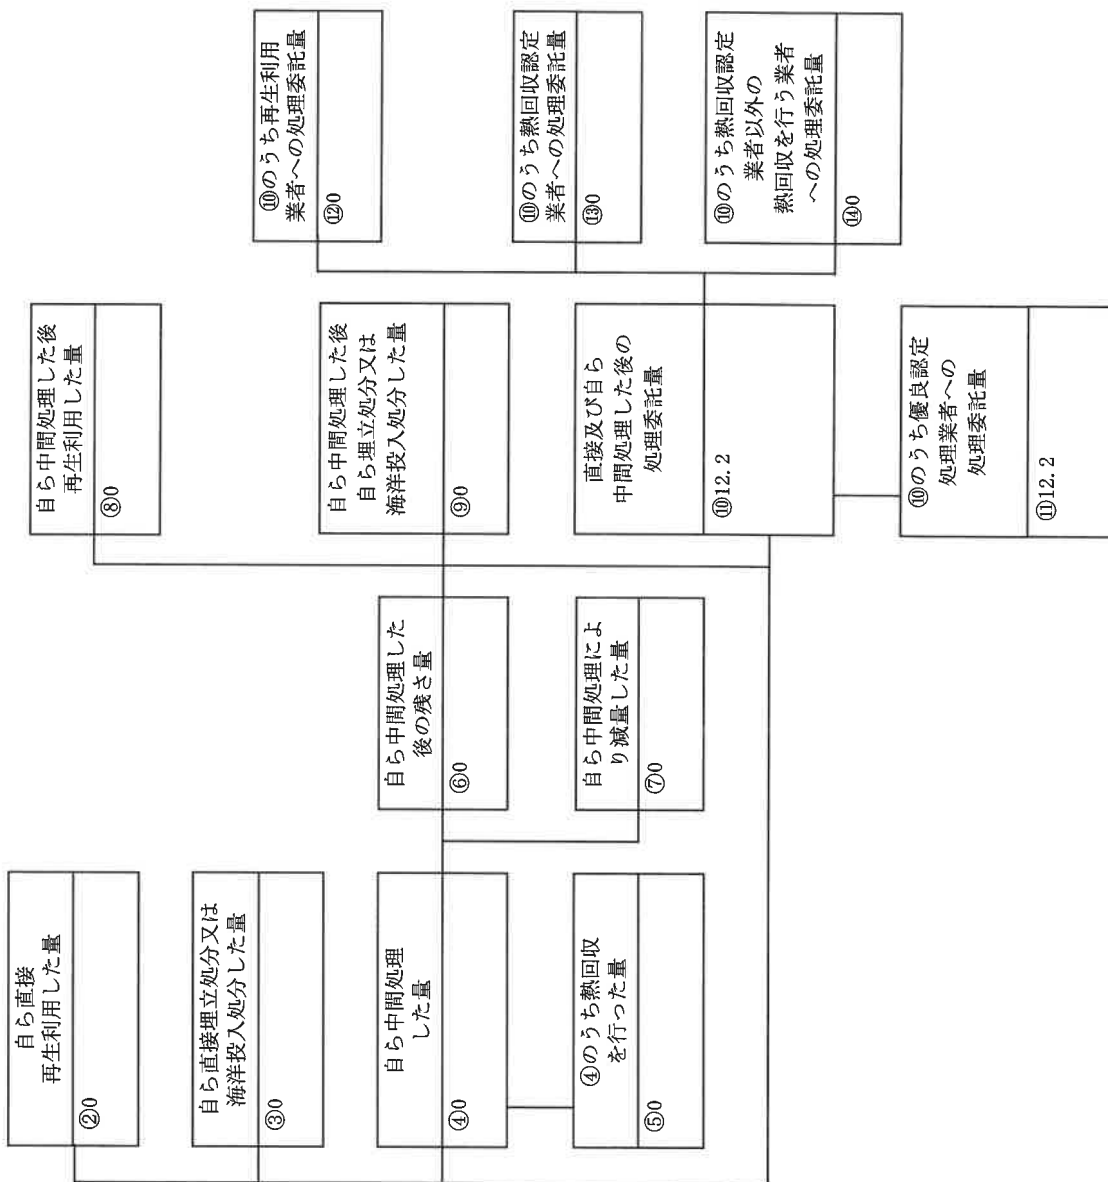 自ら直接
再生利用した量
②0
自ら直接埋立処分又は
海洋投入処分した量
③0
自ら中間処理
した量
④0
④のうち熱回収
を行った量
⑤0
自ら中間処理した
後の残さ量
⑥0
自ら中間処理によ
り減量した量
⑦0
自ら中間処理した後
再生利用した量
⑧0
自ら中間処理した後
自ら埋立処分又は
海洋投入処分した量
⑨0
直接及び自ら
中間処理した後の
処理委託量
⑩12.2
⑩のうち優良認定
処理業者への
処理委託量
⑪12.2
⑩のうち再生利用
業者への処理委託量
⑫0
⑩のうち熱回収認定
業者への処理委託量
⑬0
⑩のうち熱回収認定
業者以外の
熱回収を行う業者
への処理委託量
⑭0